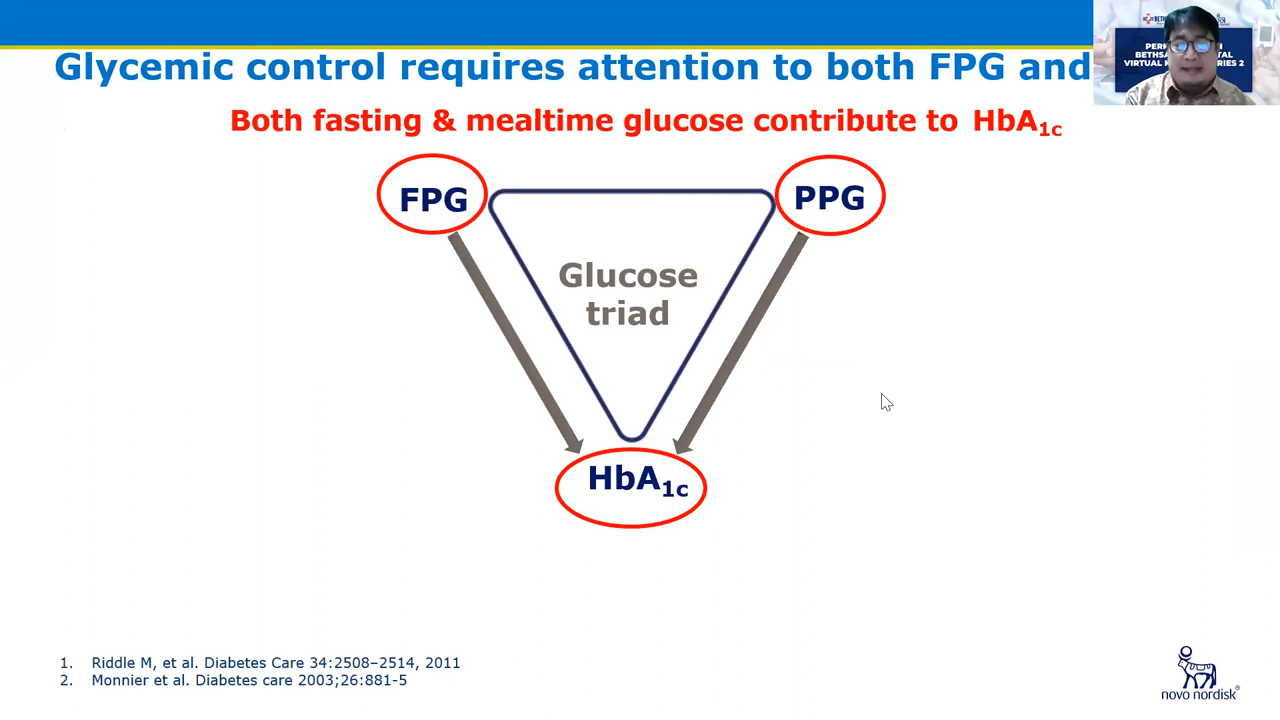 Glycemic control requires attention to both FPG and
Both fasting & mealtime glucose contribute to HbA1c
FPG
PPG
Glucose
triad
HbA1c
1. Riddle M, et al. Diabetes Care 34:2508–2514, 2011
2. Monnier et al. Diabetes care 2003;26:881-5
novo nordisk®